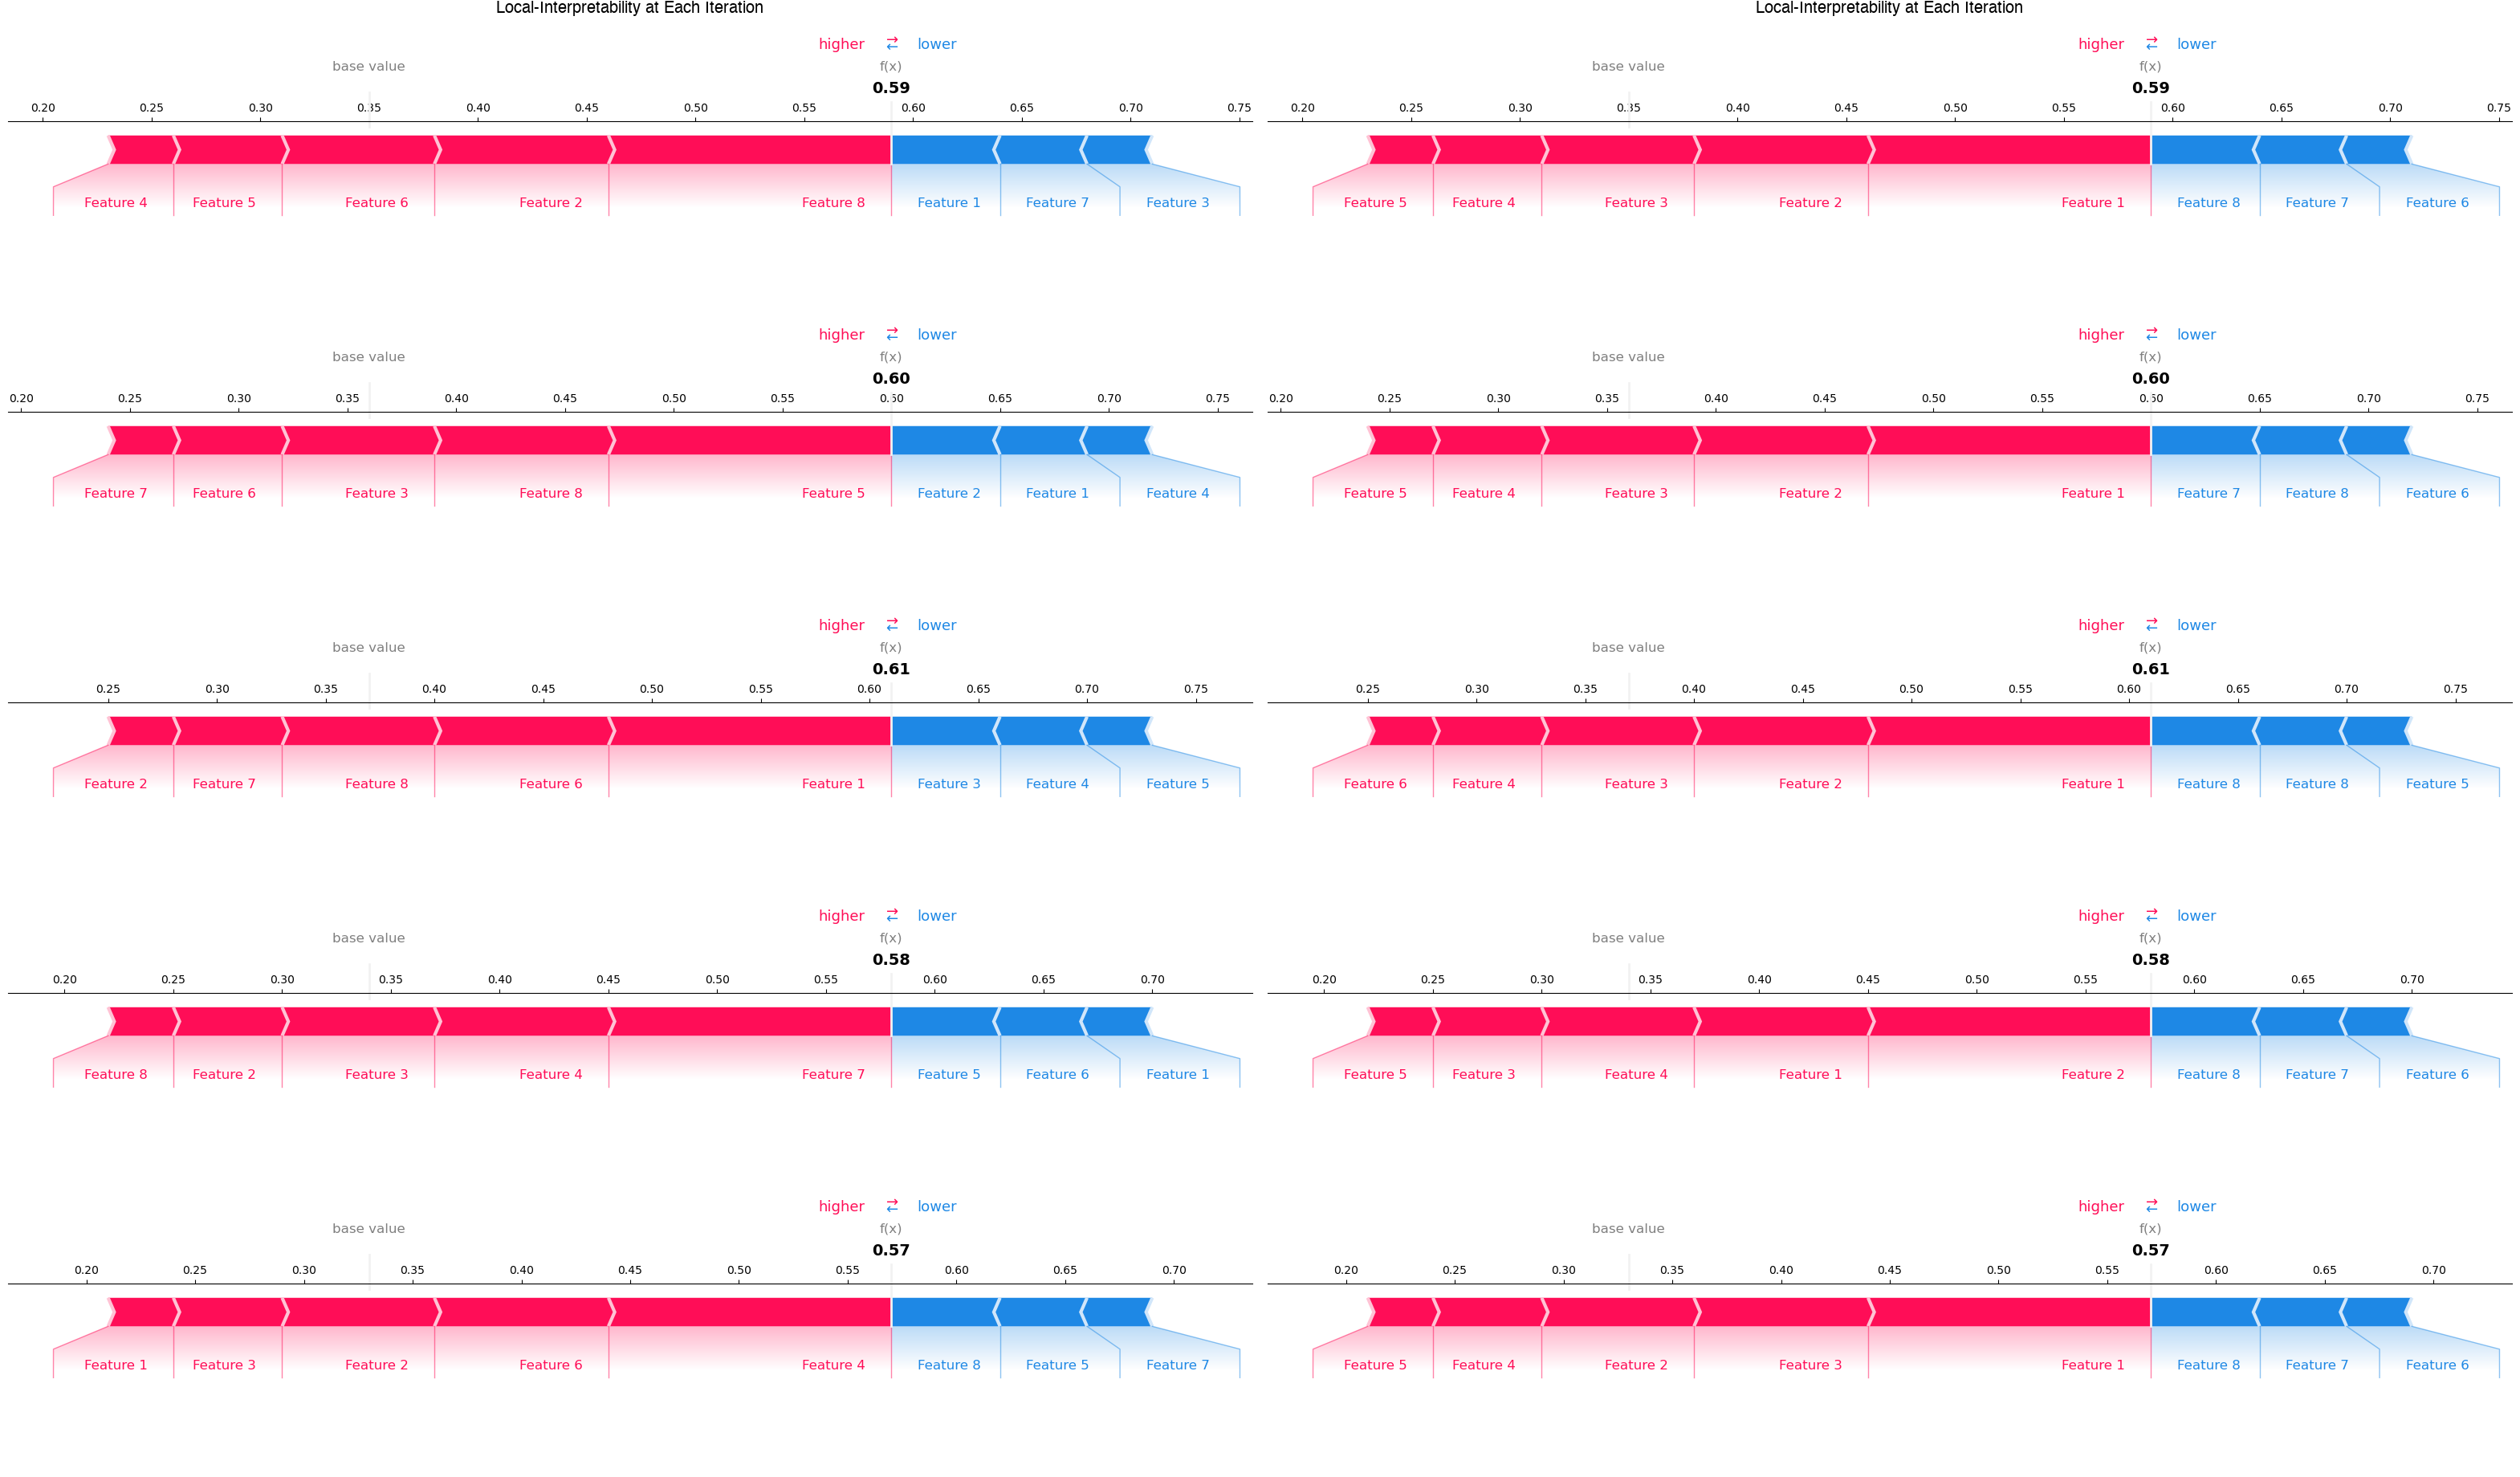 Local-Interpretability at Each Iteration
higher ⇄ lower
base value f(x)
0.59
0.20 0.25 0.30 0.35 0.40 0.45 0.50 0.55 0.60 0.65 0.70 0.75
Feature 4 Feature 5 Feature 6 Feature 2 Feature 8 Feature 1 Feature 7 Feature 3
higher ⇄ lower
base value f(x)
0.60
0.20 0.25 0.30 0.35 0.40 0.45 0.50 0.55 0.60 0.65 0.70 0.75
Feature 7 Feature 6 Feature 3 Feature 8 Feature 5 Feature 2 Feature 1 Feature 4
higher ⇄ lower
base value f(x)
0.61
0.25 0.30 0.35 0.40 0.45 0.50 0.55 0.60 0.65 0.70 0.75
Feature 2 Feature 7 Feature 8 Feature 6 Feature 1 Feature 3 Feature 4 Feature 5
higher ⇄ lower
base value f(x)
0.58
0.20 0.25 0.30 0.35 0.40 0.45 0.50 0.55 0.60 0.65 0.70
Feature 8 Feature 2 Feature 3 Feature 4 Feature 7 Feature 5 Feature 6 Feature 1
higher ⇄ lower
base value f(x)
0.57
0.20 0.25 0.30 0.35 0.40 0.45 0.50 0.55 0.60 0.65 0.70
Feature 1 Feature 3 Feature 2 Feature 6 Feature 4 Feature 8 Feature 5 Feature 7
Local-Interpretability at Each Iteration
higher ⇄ lower
base value f(x)
0.59
0.20 0.25 0.30 0.35 0.40 0.45 0.50 0.55 0.60 0.65 0.70 0.75
Feature 5 Feature 4 Feature 3 Feature 2 Feature 1 Feature 8 Feature 7 Feature 6
higher ⇄ lower
base value f(x)
0.60
0.20 0.25 0.30 0.35 0.40 0.45 0.50 0.55 0.60 0.65 0.70 0.75
Feature 5 Feature 4 Feature 3 Feature 2 Feature 1 Feature 7 Feature 8 Feature 6
higher ⇄ lower
base value f(x)
0.61
0.25 0.30 0.35 0.40 0.45 0.50 0.55 0.60 0.65 0.70 0.75
Feature 6 Feature 4 Feature 3 Feature 2 Feature 1 Feature 8 Feature 8 Feature 5
higher ⇄ lower
base value f(x)
0.58
0.20 0.25 0.30 0.35 0.40 0.45 0.50 0.55 0.60 0.65 0.70
Feature 5 Feature 3 Feature 4 Feature 1 Feature 2 Feature 8 Feature 7 Feature 6
higher ⇄ lower
base value f(x)
0.57
0.20 0.25 0.30 0.35 0.40 0.45 0.50 0.55 0.60 0.65 0.70
Feature 5 Feature 4 Feature 2 Feature 3 Feature 1 Feature 8 Feature 7 Feature 6